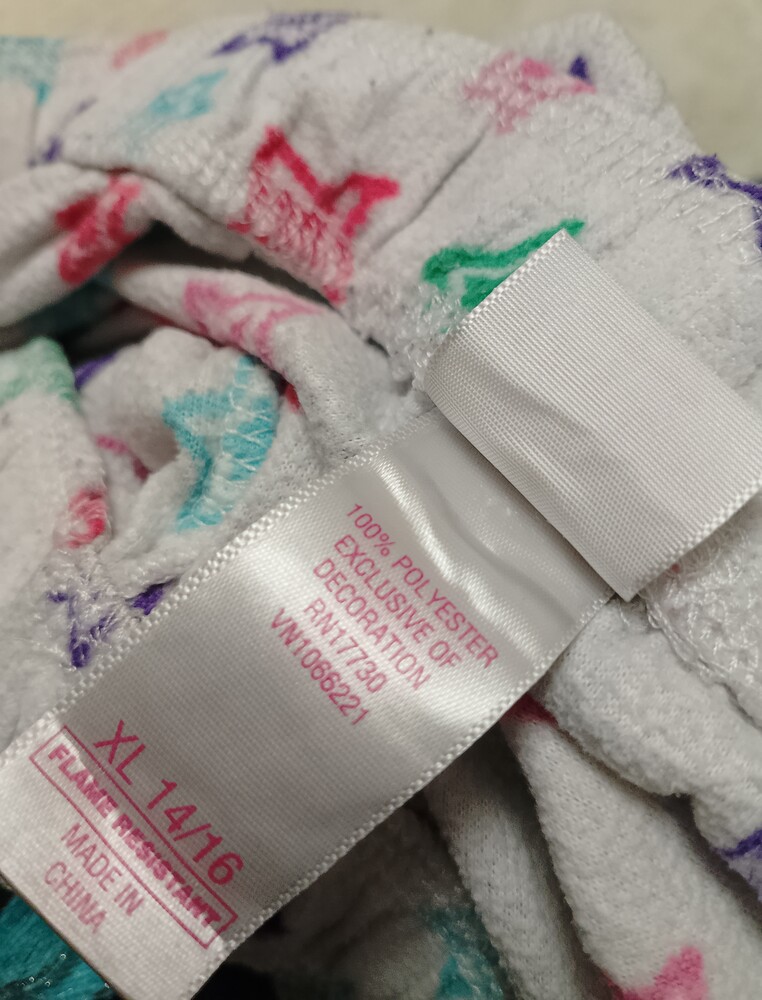 100% POLYESTER
EXCLUSIVE OF
DECORATION
RN17730
VN1066221
XL 14/16
FLAME RESISTANT
MADE IN
CHINA